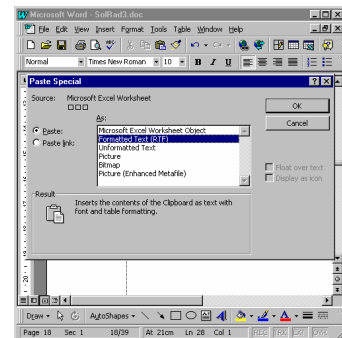 Microsoft Word - SolRad3.doc
File Edit View Insert Format Tools Table Window Help
Normal Times New Roman 10 B I U
Paste Special
Source: Microsoft Excel Worksheet
OK
As:
Cancel
Paste:
Microsoft Excel Worksheet Object
Paste link:
Formatted Text (RTF)
Unformatted Text
Picture
Bitmap
Picture (Enhanced Metafile)
Float over text
Display as icon
Result
Inserts the contents of the Clipboard as text with
font and table formatting.
Draw AutoShapes
Page 18 Sec 1 18/39 At 21cm Ln 28 Col 1 REC TRK EXT OVR